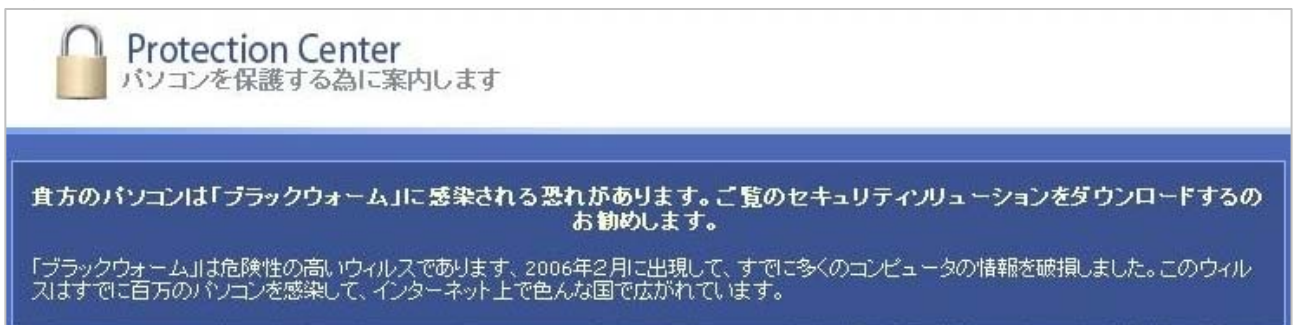 Protection Center
パソコンを保護する為に案内します
貴方のパソコンは「ブラックウォーム」に感染される恐れがあります。ご覧のセキュリティソリューションをダウンロードするの
お勧めします。
「ブラックウォーム」は危険性の高いウィルスであります、2006年2月に出現して、すでに多くのコンピュータの情報を破損しました。このウィル
スはすでに百万のパソコンを感染して、インターネット上で色んな国で広がれています。